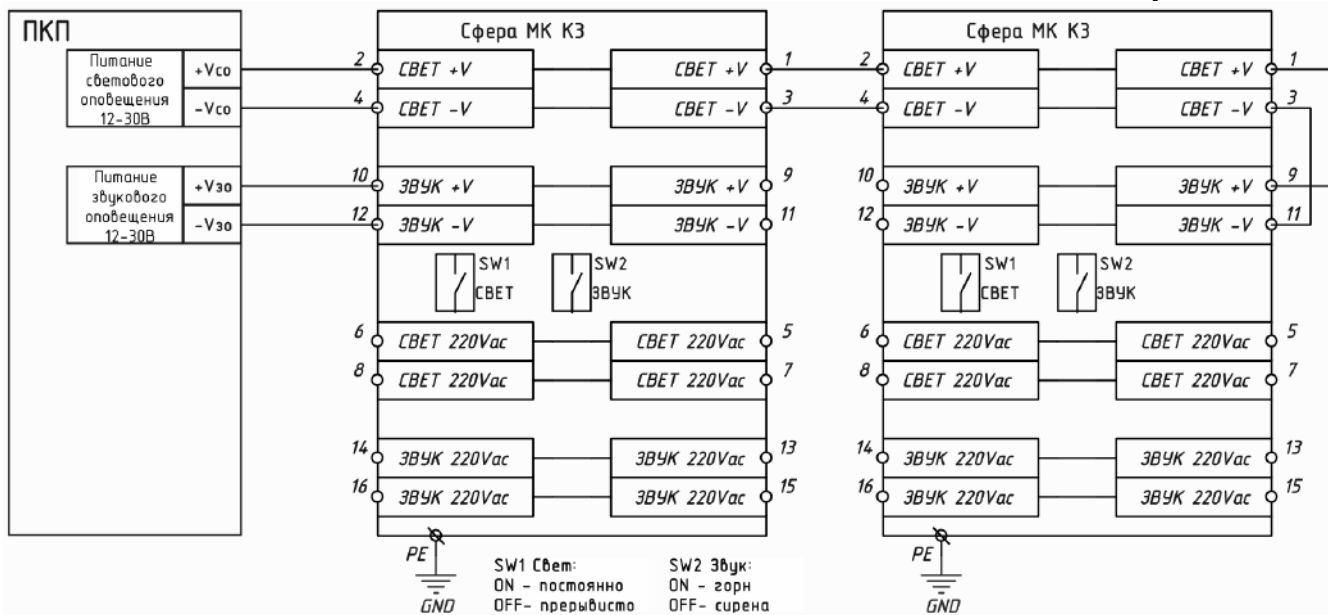 ПКП
Питание
светового
оповещения
12-30В
+Vсо
-Vсо
Питание
звукового
оповещения
12-30В
+Vзо
-Vзо
Сфера МК К3
2 СВЕТ +V СВЕТ +V 1
4 СВЕТ -V СВЕТ -V 3
10 ЗВУК +V ЗВУК +V 9
12 ЗВУК -V ЗВУК -V 11
SW1
СВЕТ
SW2
ЗВУК
6 СВЕТ 220Vac СВЕТ 220Vac 5
8 СВЕТ 220Vac СВЕТ 220Vac 7
14 ЗВУК 220Vac ЗВУК 220Vac 13
16 ЗВУК 220Vac ЗВУК 220Vac 15
PE
GND
SW1 Свет:
ON - постоянно
OFF- прерывисто
SW2 Звук:
ON - горн
OFF- сирена
Сфера МК К3
2 СВЕТ +V СВЕТ +V 1
4 СВЕТ -V СВЕТ -V 3
10 ЗВУК +V ЗВУК +V 9
12 ЗВУК -V ЗВУК -V 11
SW1
СВЕТ
SW2
ЗВУК
6 СВЕТ 220Vac СВЕТ 220Vac 5
8 СВЕТ 220Vac СВЕТ 220Vac 7
14 ЗВУК 220Vac ЗВУК 220Vac 13
16 ЗВУК 220Vac ЗВУК 220Vac 15
PE
GND